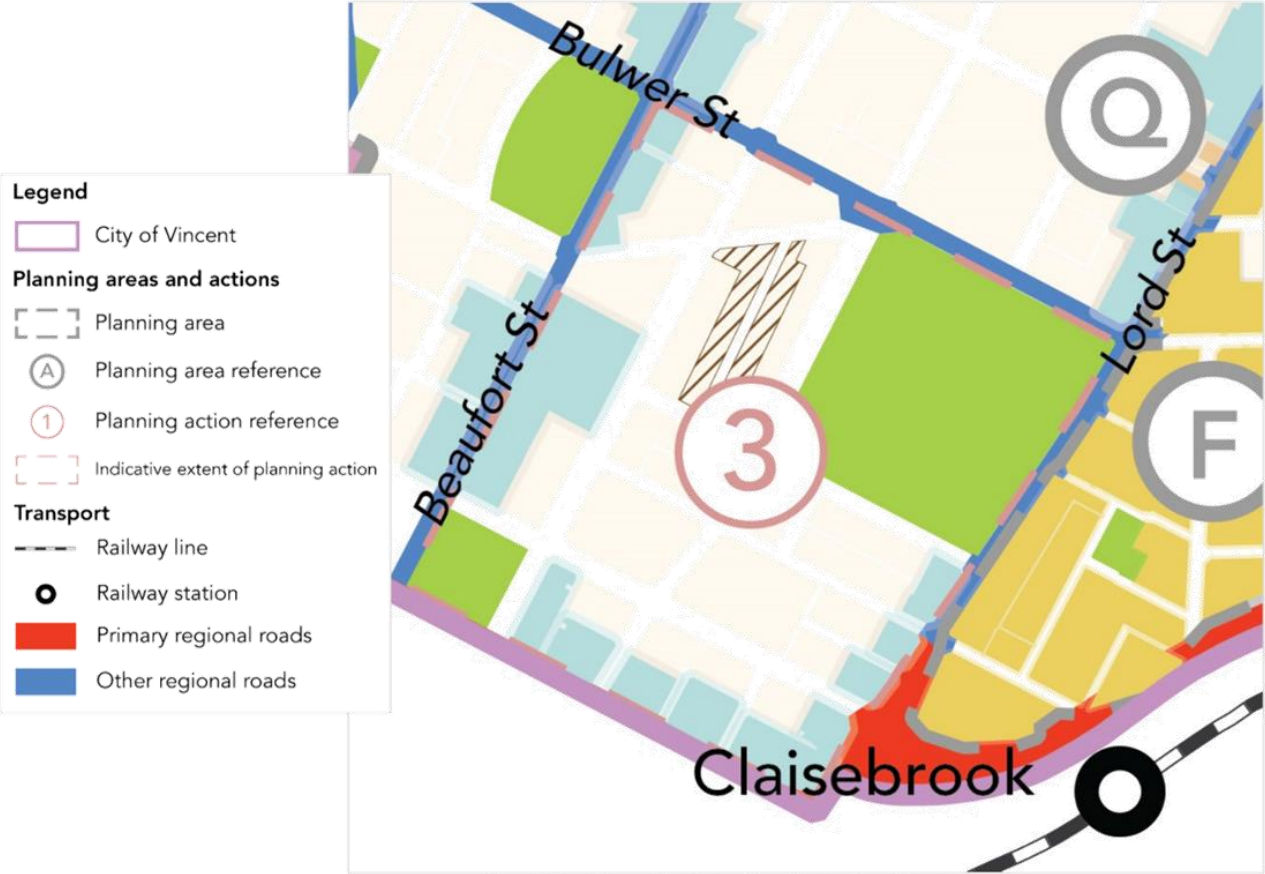 Legend
City of Vincent
Planning areas and actions
Planning area
A
Planning area reference
1
Planning action reference
Indicative extent of planning action
Transport
Railway line
Railway station
Primary regional roads
Other regional roads
Bulwer St
Q
Lord St
Beaufort St
3
F
Claisebrook